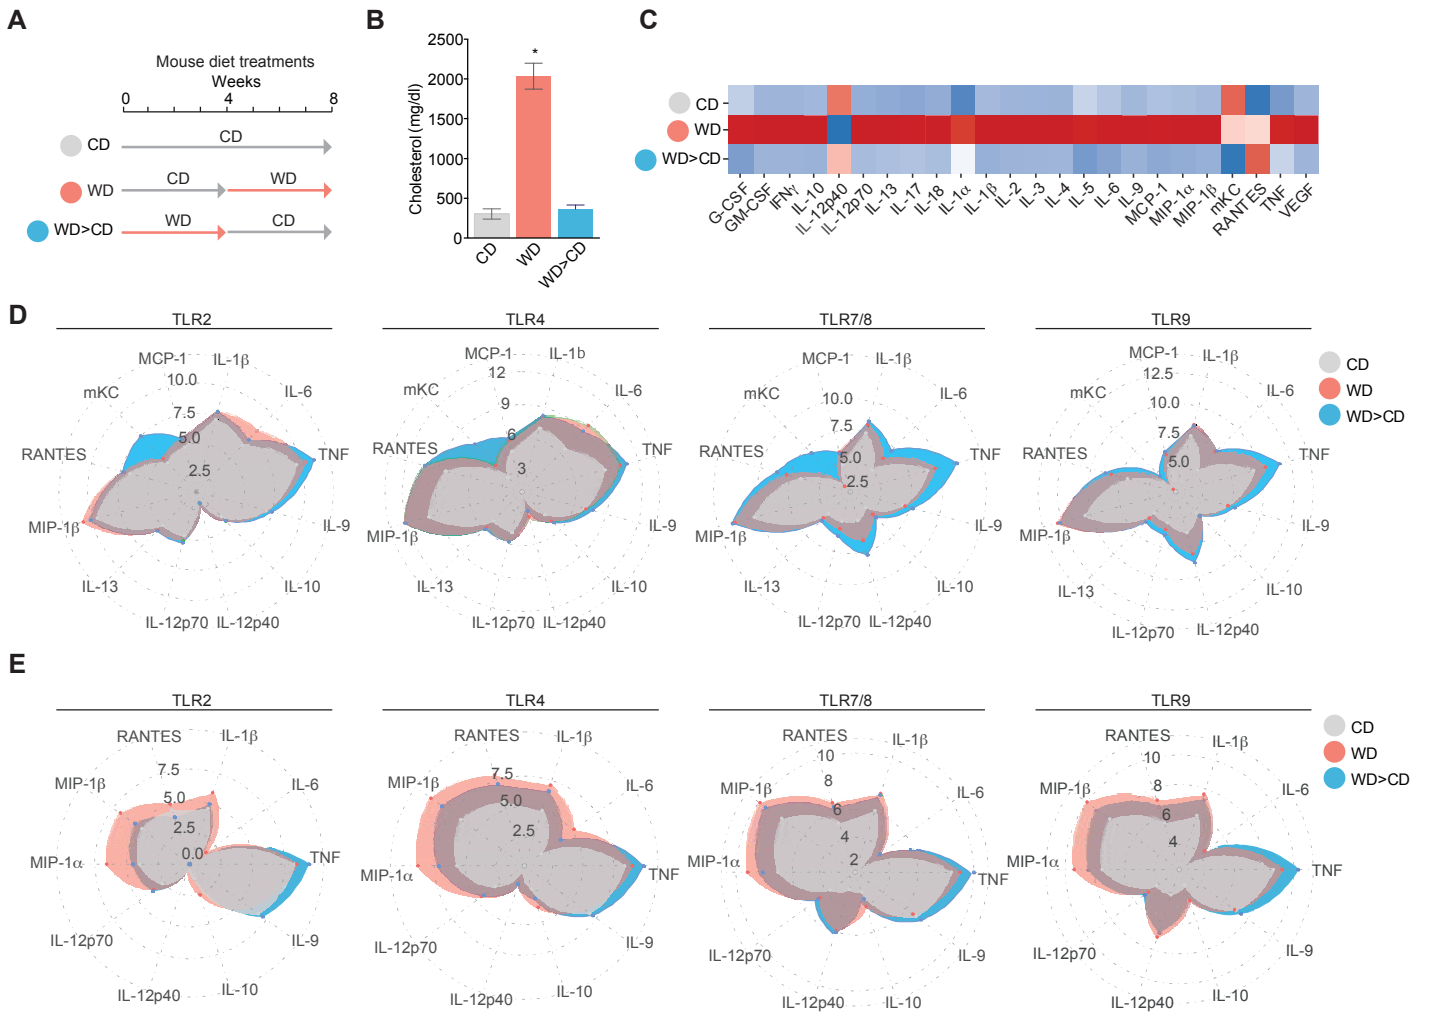 A
Mouse diet treatments
Weeks
0 4 8
CD CD
WD CD WD
WD>CD WD CD
B
Cholesterol (mg/dl)
2500
2000
1500
1000
500
0
*
CD WD WD>CD
C
CD
WD
WD>CD
G-CSF GM-CSF IFNγ IL-10 IL-12p40 IL-12p70 IL-13 IL-17 IL-18 IL-1α IL-1β IL-2 IL-3 IL-4 IL-5 IL-6 IL-9 MCP-1 MIP-1α MIP-1β mKC RANTES TNF VEGF
D
TLR2
MCP-1 IL-1β
mKC 10.0 IL-6
7.5
5.0
RANTES TNF
2.5
MIP-1β IL-9
IL-13 IL-10
IL-12p70 IL-12p40
TLR4
MCP-1 IL-1b
12
mKC 9 IL-6
6
RANTES TNF
3
MIP-1β IL-9
IL-13 IL-10
IL-12p70 IL-12p40
TLR7/8
MCP-1 IL-1β
mKC 10.0 IL-6
7.5
RANTES 5.0 TNF
2.5
MIP-1β IL-9
IL-13 IL-10
IL-12p70 IL-12p40
TLR9
MCP-1 IL-1β
12.5
mKC 10.0 IL-6
7.5
RANTES 5.0 TNF
MIP-1β IL-9
IL-13 IL-10
IL-12p70 IL-12p40
CD
WD
WD>CD
E
TLR2
RANTES IL-1β
7.5
MIP-1β 5.0 IL-6
2.5
0.0
MIP-1α TNF
IL-12p70 IL-9
IL-12p40 IL-10
TLR4
RANTES IL-1β
7.5
MIP-1β 5.0 IL-6
2.5
MIP-1α TNF
IL-12p70 IL-9
IL-12p40 IL-10
TLR7/8
RANTES IL-1β
10
8
MIP-1β 6 IL-6
4
2
MIP-1α TNF
IL-12p70 IL-9
IL-12p40 IL-10
TLR9
RANTES IL-1β
10
8
MIP-1β 6 IL-6
4
MIP-1α TNF
IL-12p70 IL-9
IL-12p40 IL-10
CD
WD
WD>CD